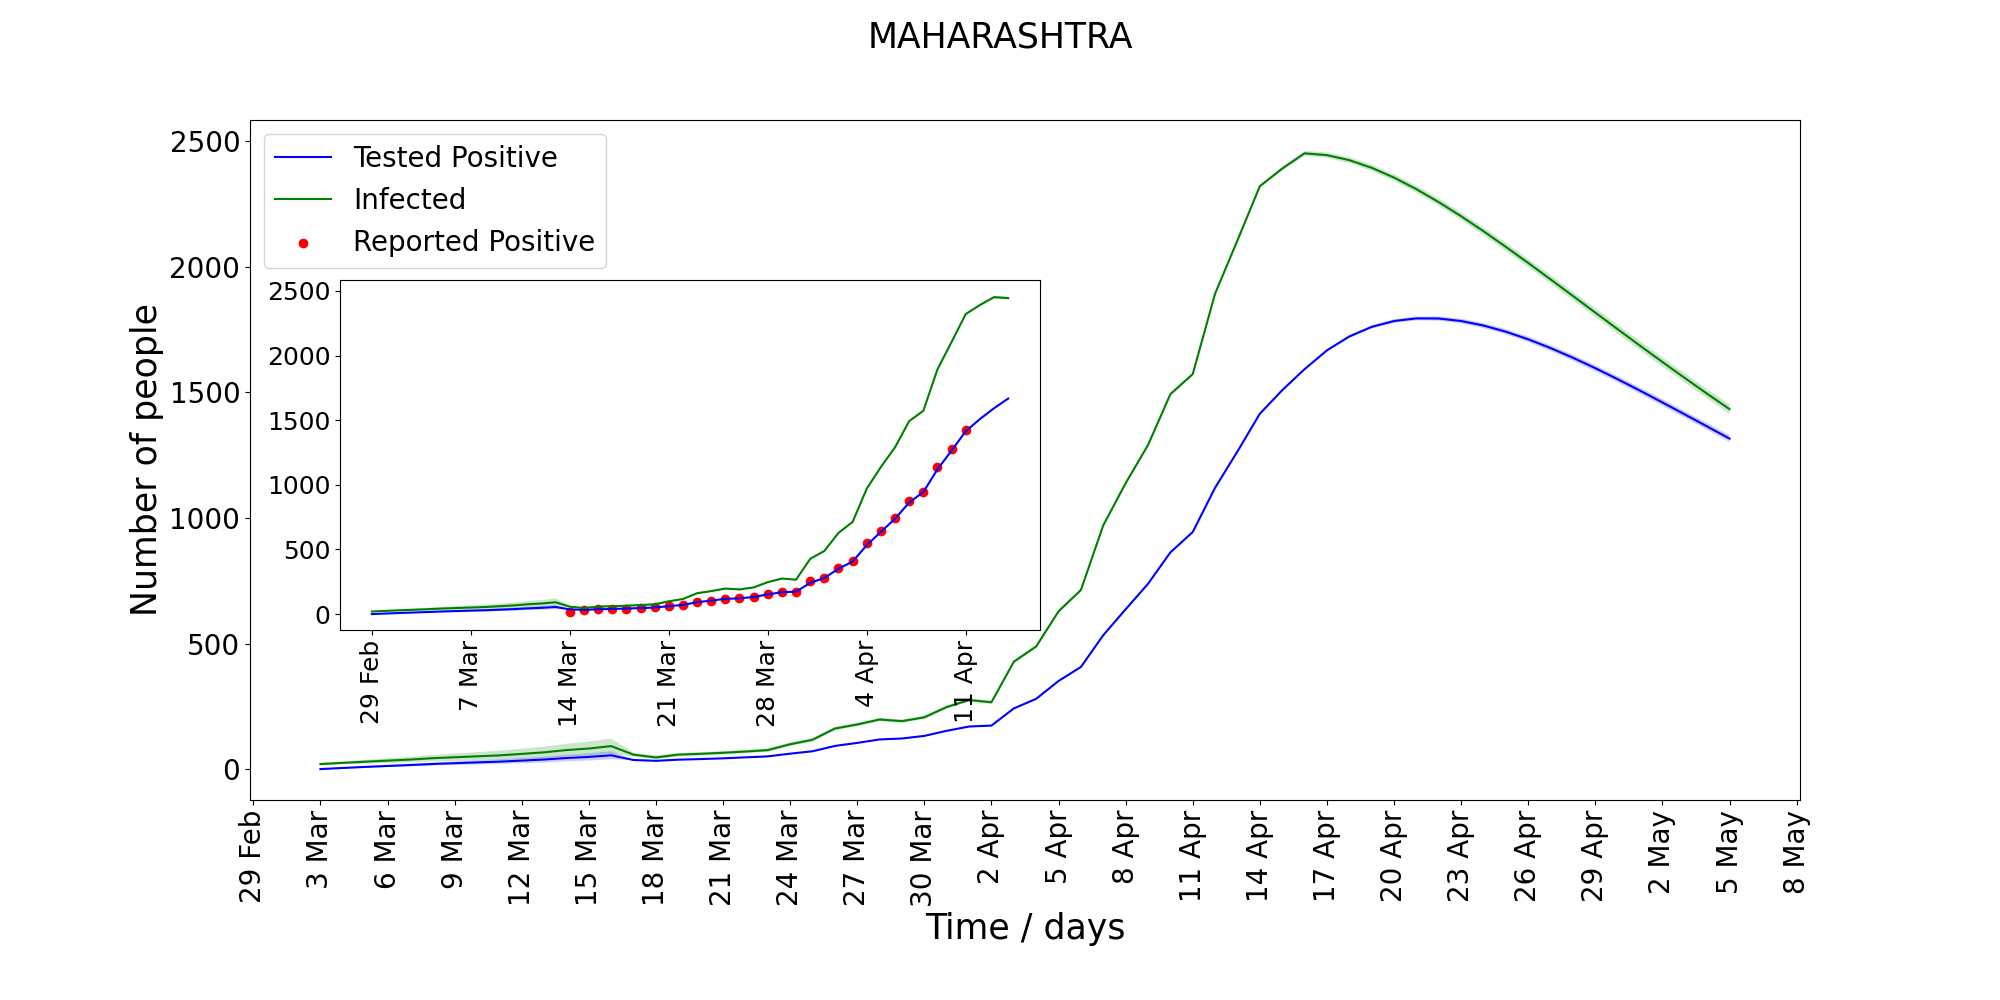 MAHARASHTRA
Tested Positive
Infected
Reported Positive
Number of people
2500
2000
1500
1000
500
0
2500
2000
1500
1000
500
0
29 Feb
7 Mar
14 Mar
21 Mar
28 Mar
4 Apr
11 Apr
29 Feb
3 Mar
6 Mar
9 Mar
12 Mar
15 Mar
18 Mar
21 Mar
24 Mar
27 Mar
30 Mar
2 Apr
5 Apr
8 Apr
11 Apr
14 Apr
17 Apr
20 Apr
23 Apr
26 Apr
29 Apr
2 May
5 May
8 May
Time / days